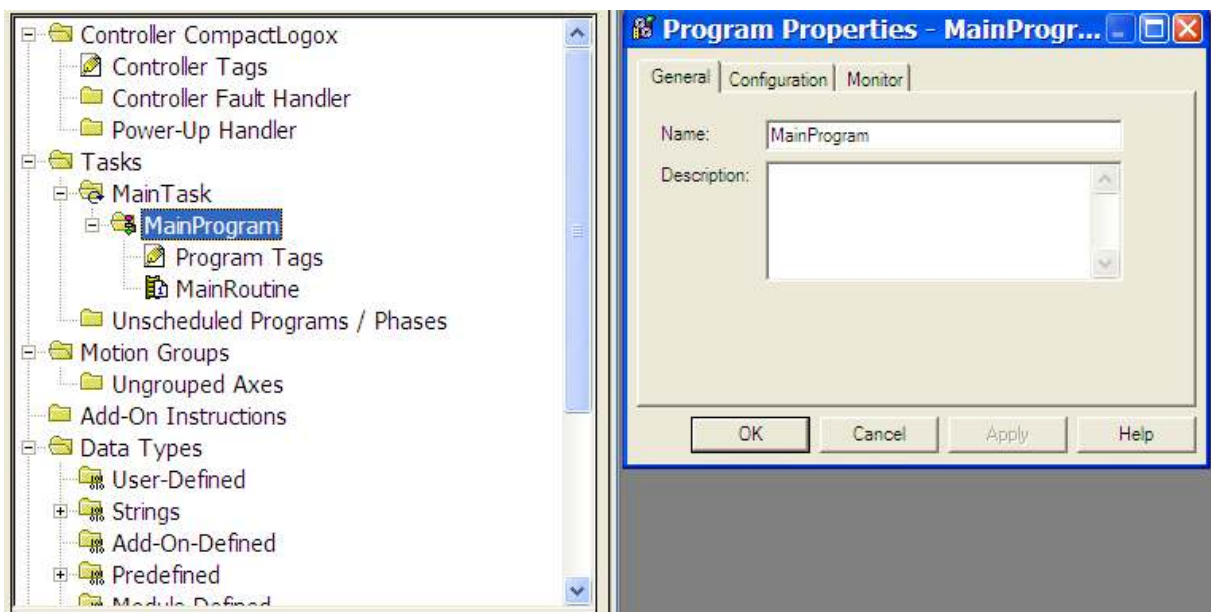 Controller CompactLogox
Controller Tags
Controller Fault Handler
Power-Up Handler
Tasks
MainTask
MainProgram
Program Tags
MainRoutine
Unscheduled Programs / Phases
Motion Groups
Ungrouped Axes
Add-On Instructions
Data Types
User-Defined
Strings
Add-On-Defined
Predefined
Module-Defined
Program Properties - MainProgr...
General Configuration Monitor
Name: MainProgram
Description:
OK Cancel Apply Help